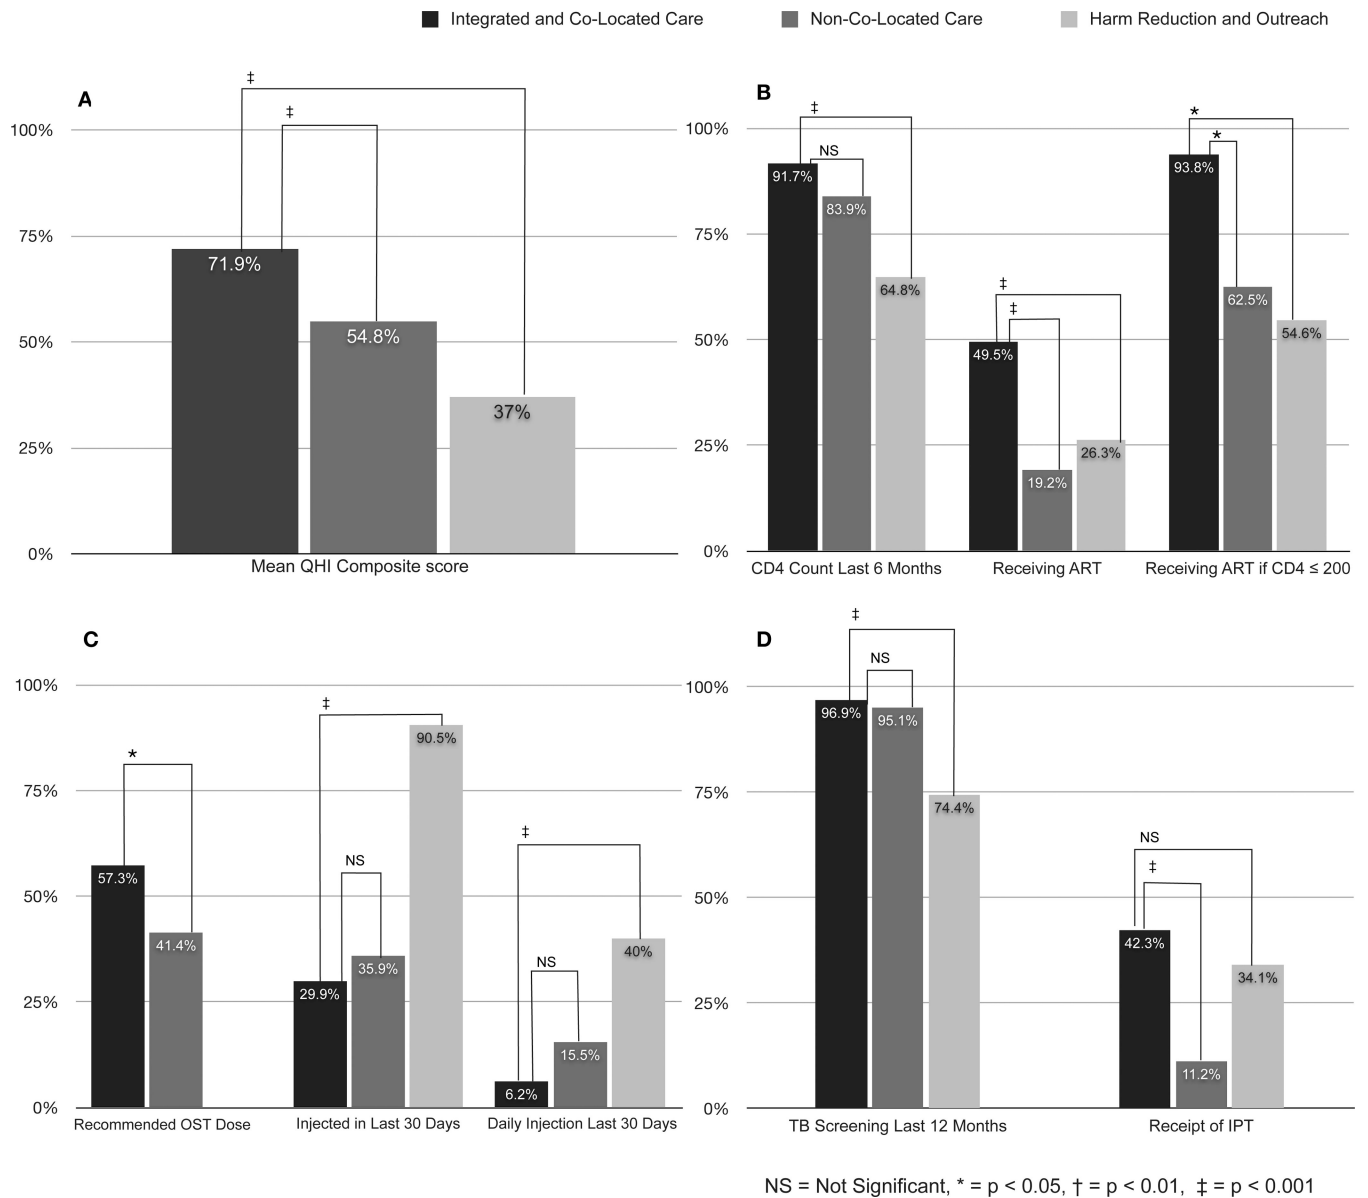 Integrated and Co-Located Care
Non-Co-Located Care
Harm Reduction and Outreach
A
‡
‡
100%
75%
50%
25%
0%
71.9%
54.8%
37%
Mean QHI Composite score
B
100%
75%
50%
25%
0%
‡
NS
91.7%
83.9%
64.8%
‡
‡
49.5%
19.2%
26.3%
*
*
93.8%
62.5%
54.6%
CD4 Count Last 6 Months
Receiving ART
Receiving ART if CD4 ≤ 200
C
100%
75%
50%
25%
0%
*
57.3%
41.4%
‡
NS
29.9%
35.9%
90.5%
‡
NS
6.2%
15.5%
40%
Recommended OST Dose
Injected in Last 30 Days
Daily Injection Last 30 Days
D
100%
75%
50%
25%
0%
‡
NS
96.9%
95.1%
74.4%
NS
‡
42.3%
11.2%
34.1%
TB Screening Last 12 Months
Receipt of IPT
NS = Not Significant, * = p < 0.05, † = p < 0.01, ‡ = p < 0.001